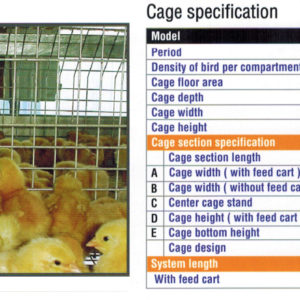 Cage specification
Model
Period
Density of bird per compartment
Cage floor area
Cage depth
Cage width
Cage height
Cage section specification
Cage section length
A Cage width ( with feed cart )
B Cage width ( without feed ca
C Center cage stand
D Cage height ( with feed cart
E Cage bottom height
Cage design
System length
With feed cart